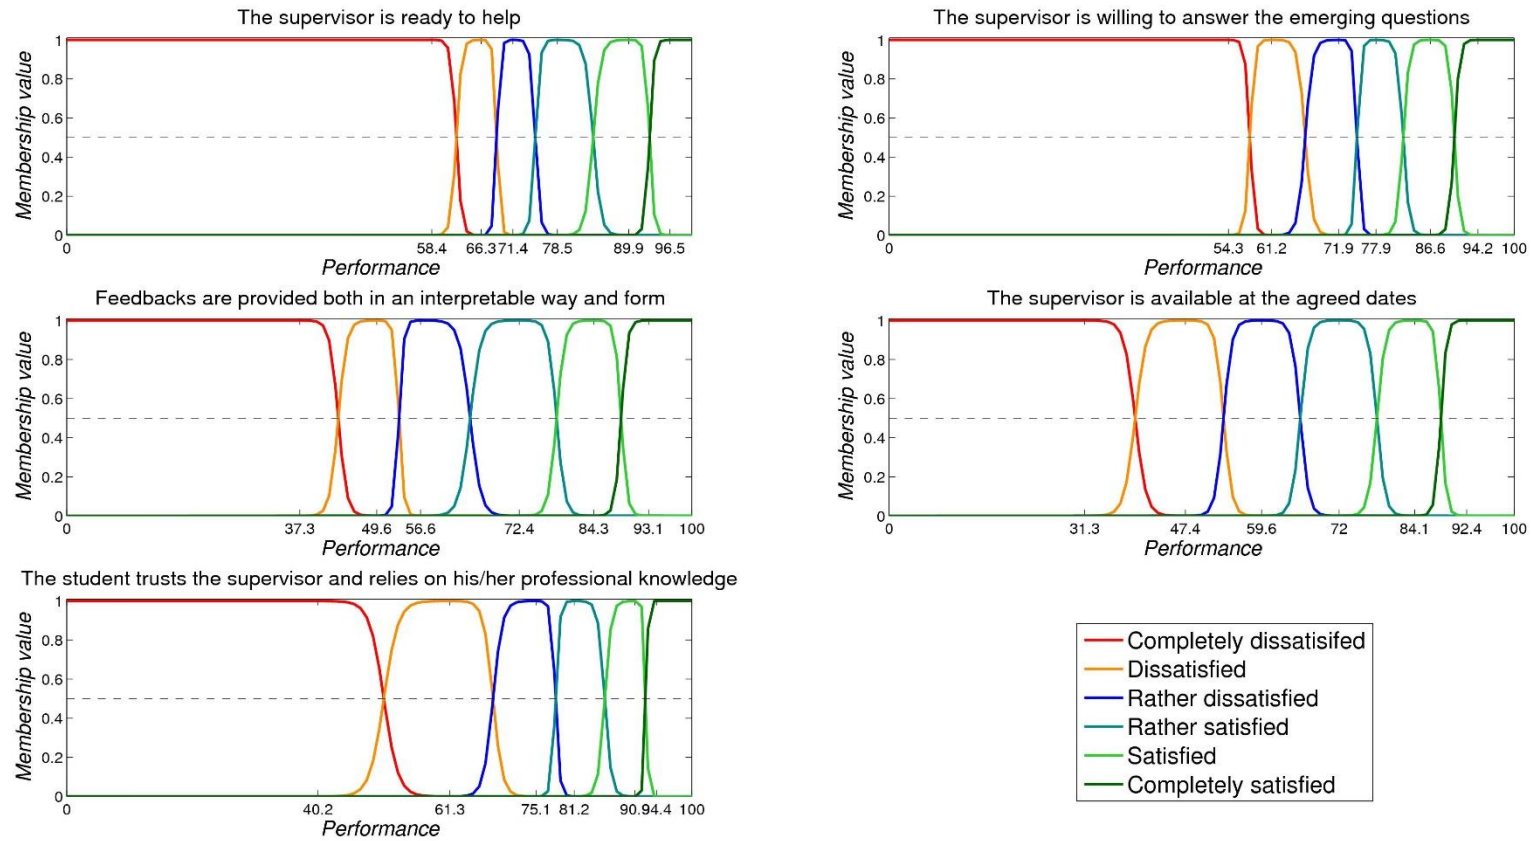 The supervisor is ready to help
Membership value
1
0.8
0.6
0.4
0.2
0
0 58.4 66.3 71.4 78.5 89.9 96.5
Performance
The supervisor is willing to answer the emerging questions
Membership value
1
0.8
0.6
0.4
0.2
0
0 54.3 61.2 71.9 77.9 86.6 94.2 100
Performance
Feedbacks are provided both in an interpretable way and form
Membership value
1
0.8
0.6
0.4
0.2
0
0 37.3 49.6 56.6 72.4 84.3 93.1 100
Performance
The supervisor is available at the agreed dates
Membership value
1
0.8
0.6
0.4
0.2
0
0 31.3 47.4 59.6 72 84.1 92.4 100
Performance
The student trusts the supervisor and relies on his/her professional knowledge
Membership value
1
0.8
0.6
0.4
0.2
0
0 40.2 61.3 75.1 81.2 90.9 94.4 100
Performance
Completely dissatisifed
Dissatisfied
Rather dissatisfied
Rather satisfied
Satisfied
Completely satisfied